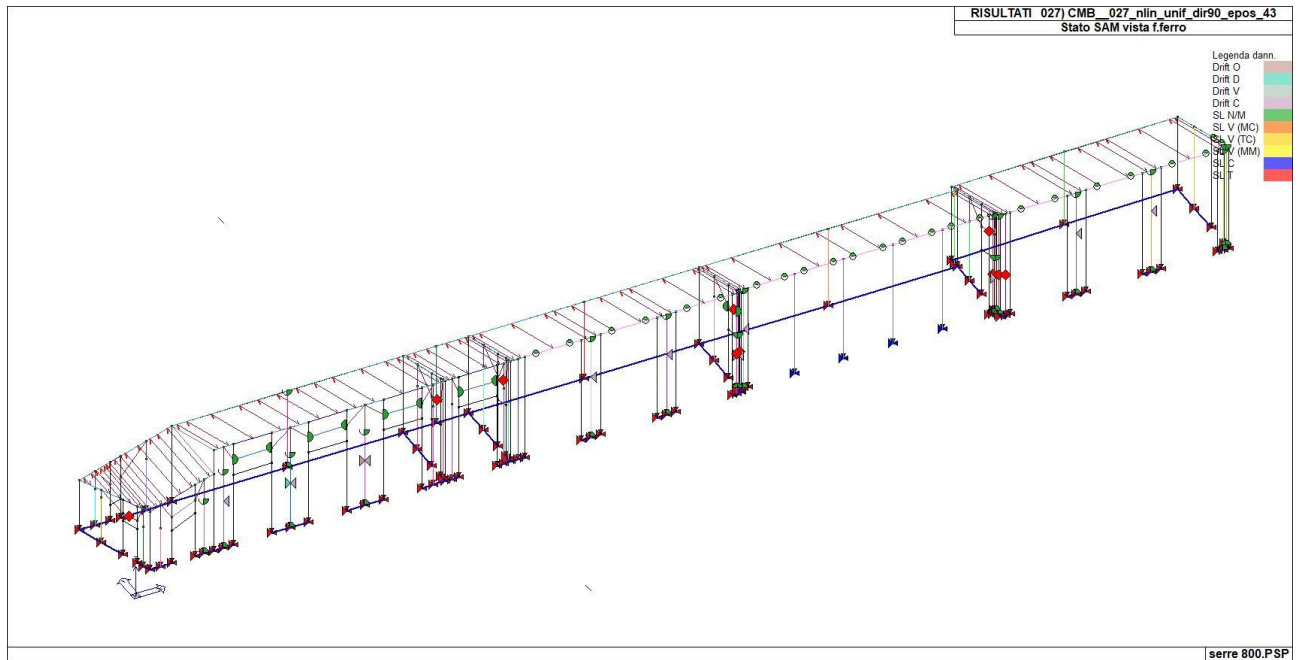 RISULTATI 027) CMB__027_nlin_unif_dir90_epos_43
Stato SAM vista f.ferro
Legenda dann.
Drift O
Drift D
Drift V
Drift C
SL N/M
SL V (MC)
SL V (TC)
SL V (MM)
SL C
SL T
serre 800.PSP